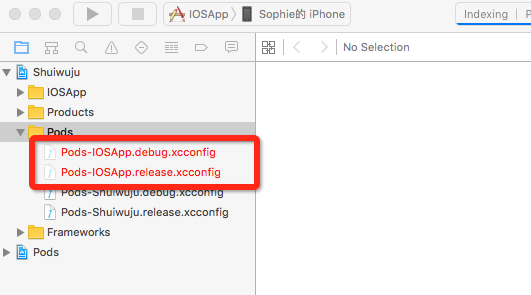 IOSApp
Sophie的 iPhone
Indexing
P
No Selection
Shuiwuju
IOSApp
Products
Pods
Pods-IOSApp.debug.xcconfig
Pods-IOSApp.release.xcconfig
Pods-Shuiwuju.debug.xcconfig
Pods-Shuiwuju.release.xcconfig
Frameworks
Pods